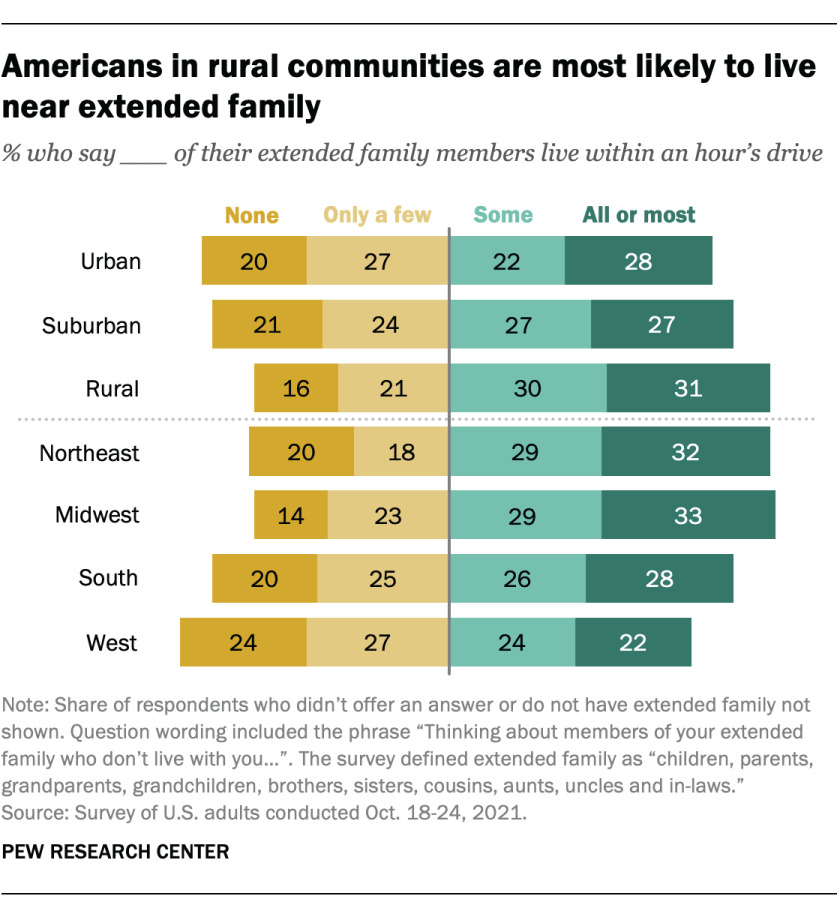 Americans in rural communities are most likely to live
near extended family
% who say ___ of their extended family members live within an hour's drive
None Only a few Some All or most
Urban 20 27 22 28
Suburban 21 24 27 27
Rural 16 21 30 31
Northeast 20 18 29 32
Midwest 14 23 29 33
South 20 25 26 28
West 24 27 24 22
Note: Share of respondents who didn't offer an answer or do not have extended family not
shown. Question wording included the phrase “Thinking about members of your extended
family who don't live with you...”. The survey defined extended family as “children, parents,
grandparents, grandchildren, brothers, sisters, cousins, aunts, uncles and in-laws.”
Source: Survey of U.S. adults conducted Oct. 18-24, 2021.
PEW RESEARCH CENTER